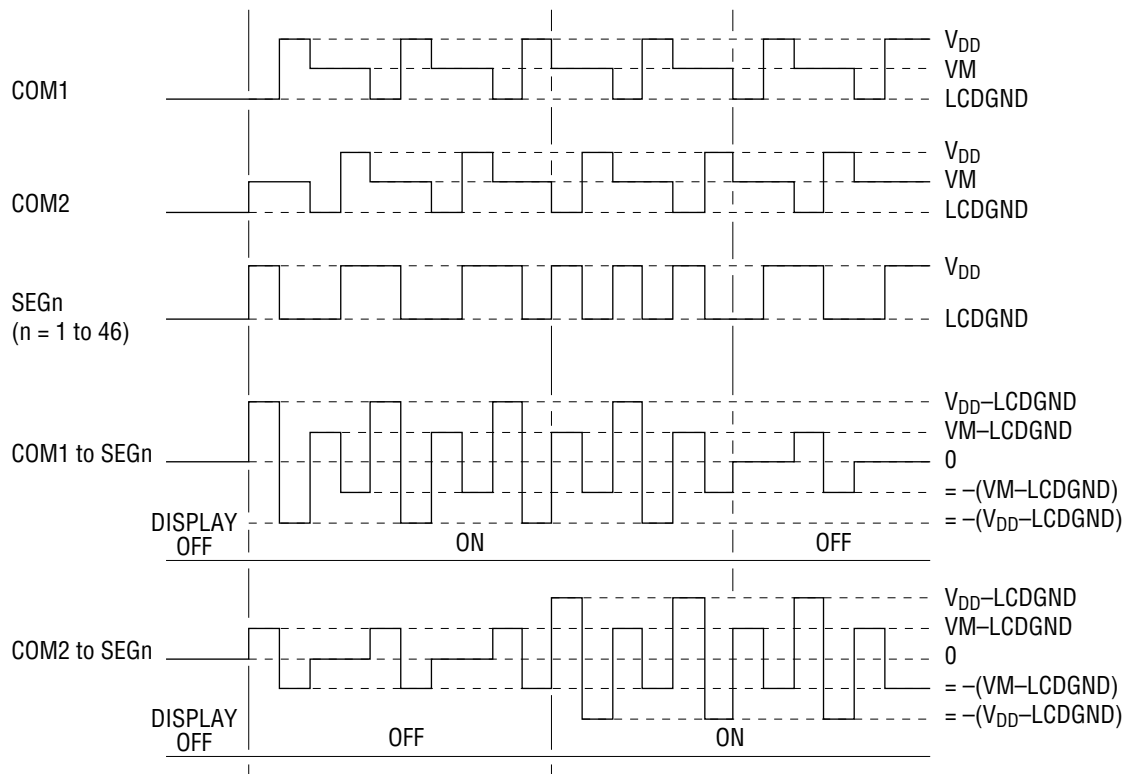 COM1
V_DD
VM
LCDGND
COM2
V_DD
VM
LCDGND
SEGn
(n = 1 to 46)
V_DD
LCDGND
COM1 to SEGn
V_DD–LCDGND
VM–LCDGND
0
= –(VM–LCDGND)
= –(V_DD–LCDGND)
DISPLAY
OFF
ON
OFF
COM2 to SEGn
V_DD–LCDGND
VM–LCDGND
0
= –(VM–LCDGND)
= –(V_DD–LCDGND)
DISPLAY
OFF
OFF
ON